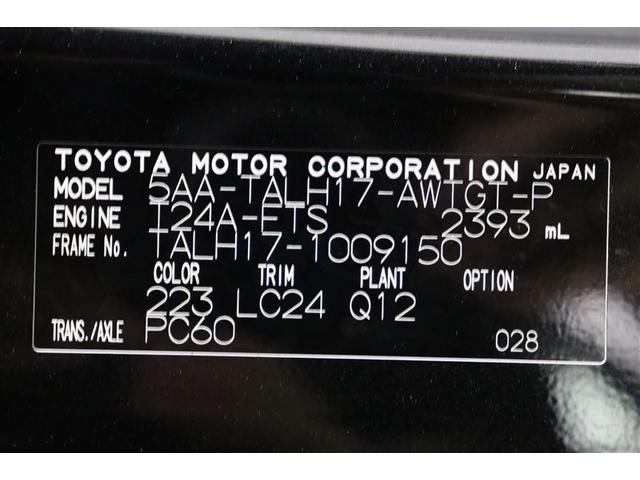 TOYOTA MOTOR CORPORATION JAPAN
MODEL 5AA-TALH17-AWTGT-P
ENGINE T24A-FTS 2393 mL
FRAME No. TALH17-1009150
COLOR TRIM PLANT OPTION
223 LC24 Q12
TRANS./AXLE PC60 028